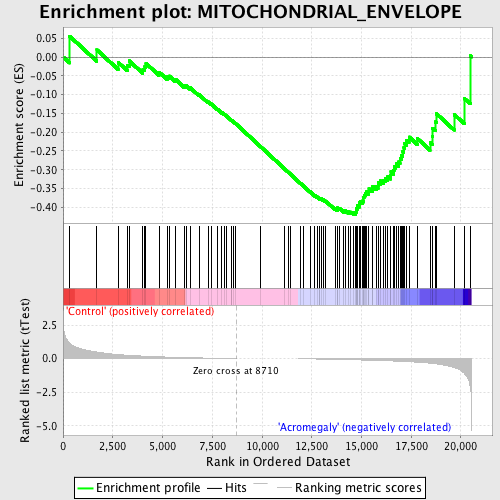 Enrichment plot: MITOCHONDRIAL_ENVELOPE
Enrichment score (ES)
0.05
0.00
-0.05
-0.10
-0.15
-0.20
-0.25
-0.30
-0.35
-0.40
'Control' (positively correlated)
Ranked list metric (tTest)
2.5
0.0
-2.5
-5.0
Zero cross at 8710
'Acromegaly' (negatively correlated)
0
2,500
5,000
7,500
10,000
12,500
15,000
17,500
20,000
Rank in Ordered Dataset
Enrichment profile
Hits
Ranking metric scores